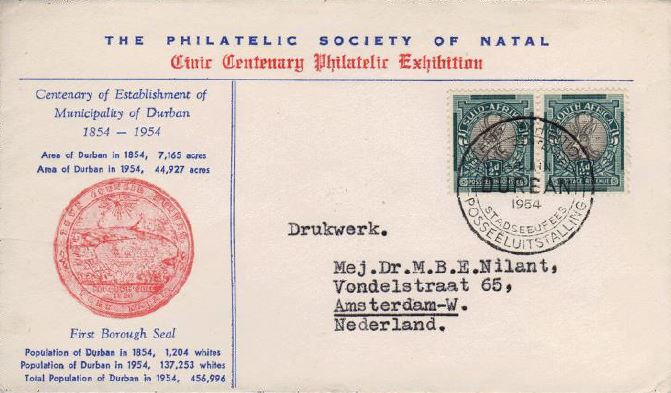 THE PHILATELIC SOCIETY OF NATAL
Civic Centenary Philatelic Exhibition
Centenary of Establishment of
Municipality of Durban
1854 — 1954
Area of Durban in 1854, 7,165 acres
Area of Durban in 1954, 44,927 acres
First Borough Seal
Population of Durban in 1854, 1,204 whites
Population of Durban in 1954, 137,253 whites
Total Population of Durban in 1954, 456,996
SUID-AFRIKA
SOUTH AFRICA
DURBAN
1954
STADSEEUFEES
POSSEËLUITSTALLING
Drukwerk.
Mej.Dr.M.B.E.Nilant,
Vondelstraat 65,
Amsterdam-W.
Nederland.